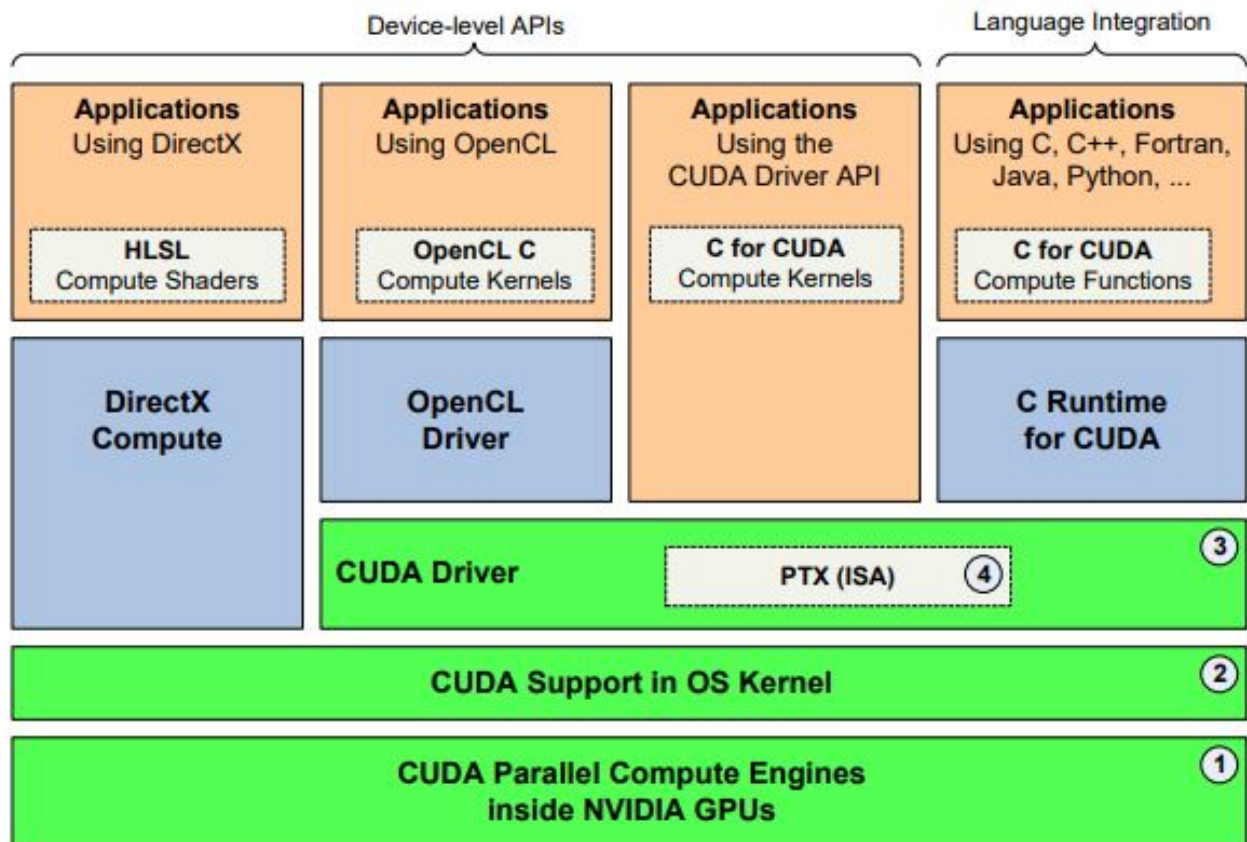 Device-level APIs
Language Integration
Applications
Using DirectX
HLSL
Compute Shaders
Applications
Using OpenCL
OpenCL C
Compute Kernels
Applications
Using the
CUDA Driver API
C for CUDA
Compute Kernels
Applications
Using C, C++, Fortran,
Java, Python, ...
C for CUDA
Compute Functions
DirectX
Compute
OpenCL
Driver
C Runtime
for CUDA
CUDA Driver
PTX (ISA)
4
3
CUDA Support in OS Kernel
2
CUDA Parallel Compute Engines
inside NVIDIA GPUs
1